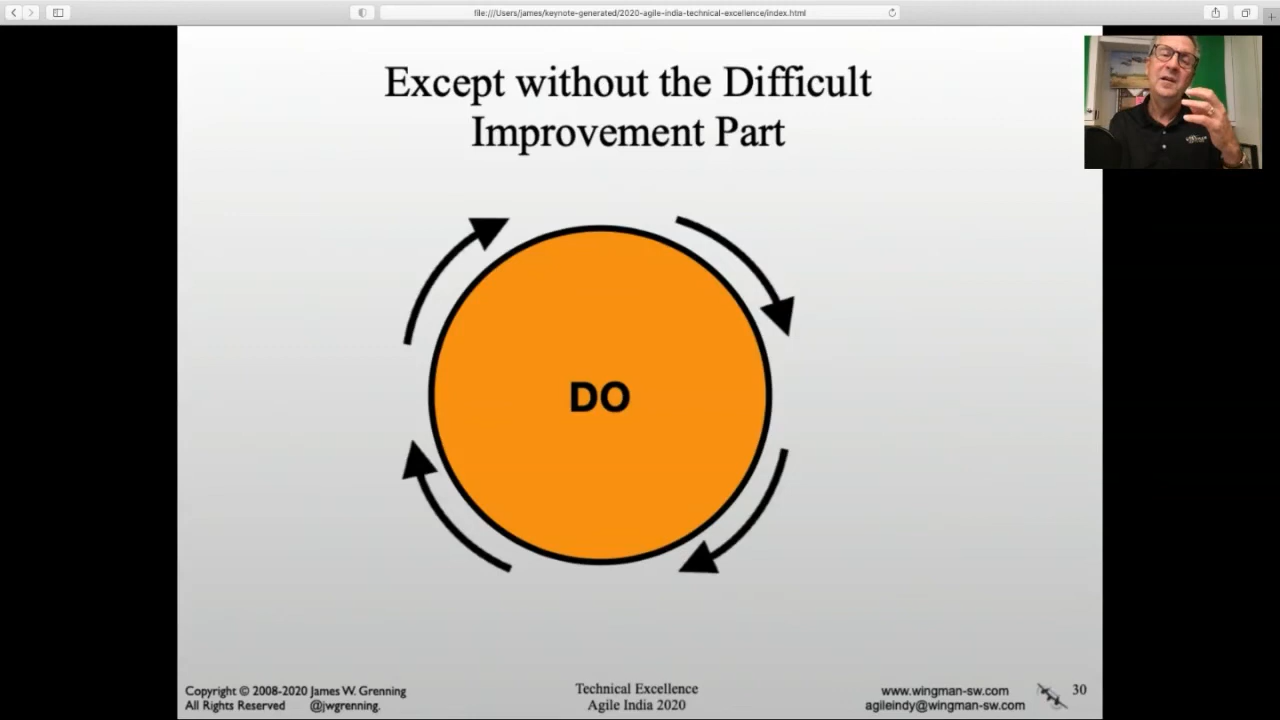 file:///Users/james/keynote-generated/2020-agile-india-technical-excellence/index.html
Except without the Difficult
Improvement Part
DO
Copyright © 2008-2020 James W. Grenning
All Rights Reserved @jwgrenning.
Technical Excellence
Agile India 2020
www.wingman-sw.com
agileindy@wingman-sw.com
30